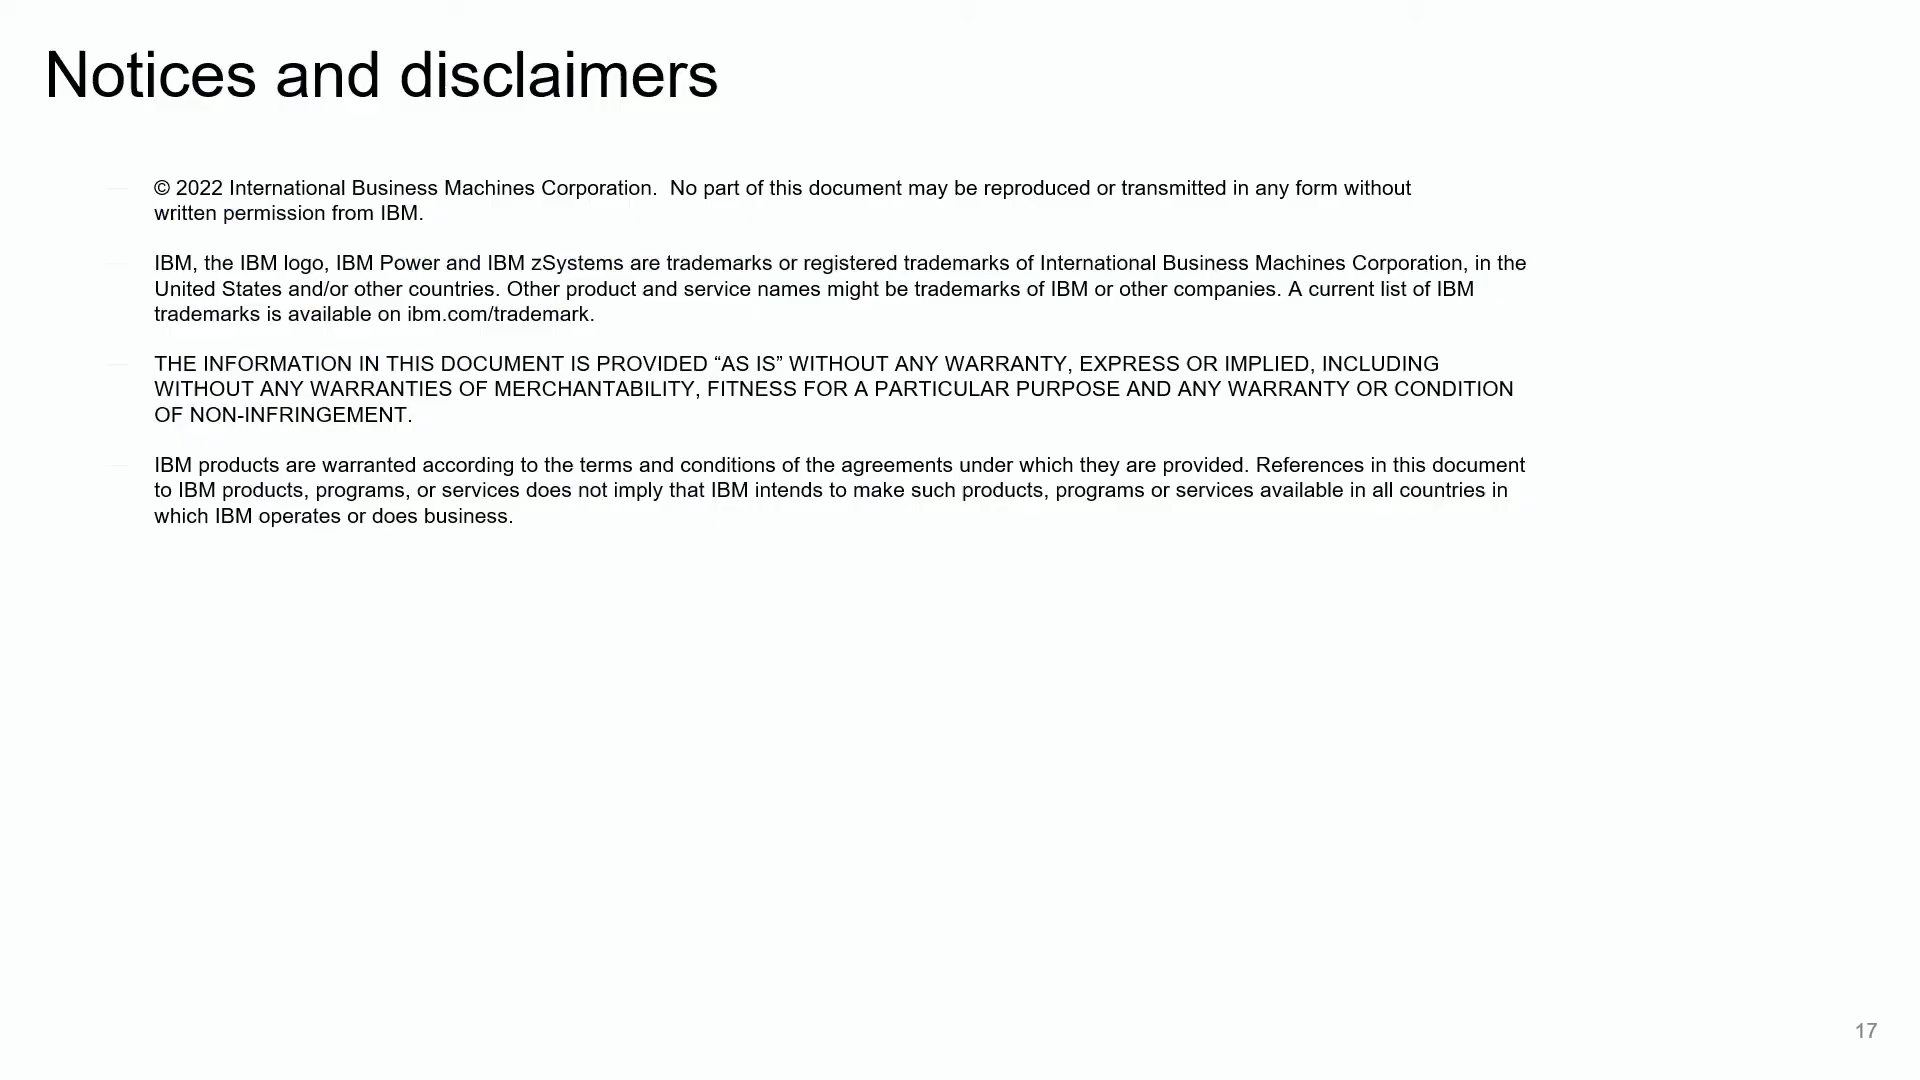 Notices and disclaimers
© 2022 International Business Machines Corporation.  No part of this document may be reproduced or transmitted in any form without
written permission from IBM.
IBM, the IBM logo, IBM Power and IBM zSystems are trademarks or registered trademarks of International Business Machines Corporation, in the
United States and/or other countries. Other product and service names might be trademarks of IBM or other companies. A current list of IBM
trademarks is available on ibm.com/trademark.
THE INFORMATION IN THIS DOCUMENT IS PROVIDED “AS IS” WITHOUT ANY WARRANTY, EXPRESS OR IMPLIED, INCLUDING
WITHOUT ANY WARRANTIES OF MERCHANTABILITY, FITNESS FOR A PARTICULAR PURPOSE AND ANY WARRANTY OR CONDITION
OF NON-INFRINGEMENT.
IBM products are warranted according to the terms and conditions of the agreements under which they are provided. References in this document
to IBM products, programs, or services does not imply that IBM intends to make such products, programs or services available in all countries in
which IBM operates or does business.
17